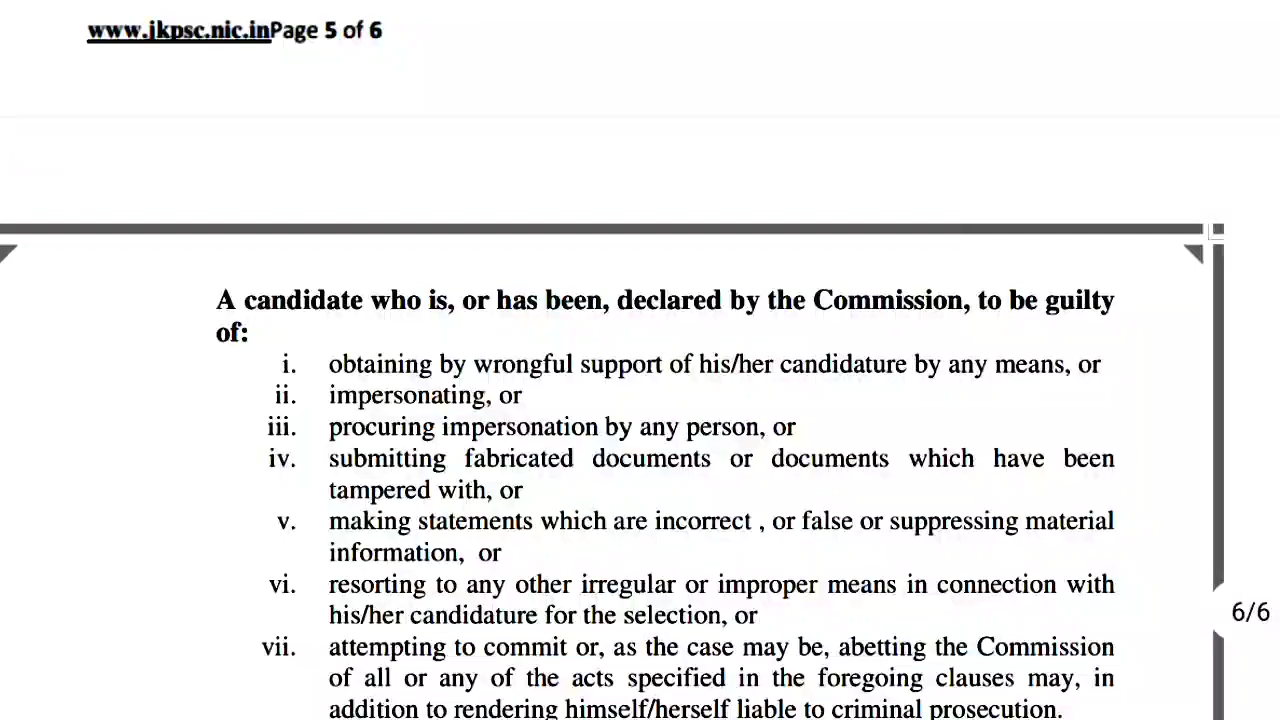 www.jkpsc.nic.inPage 5 of 6
A candidate who is, or has been, declared by the Commission, to be guilty
of:
i. obtaining by wrongful support of his/her candidature by any means, or
ii. impersonating, or
iii. procuring impersonation by any person, or
iv. submitting fabricated documents or documents which have been
tampered with, or
v. making statements which are incorrect , or false or suppressing material
information, or
vi. resorting to any other irregular or improper means in connection with
his/her candidature for the selection, or
6/6
vii. attempting to commit or, as the case may be, abetting the Commission
of all or any of the acts specified in the foregoing clauses may, in
addition to rendering himself/herself liable to criminal prosecution.